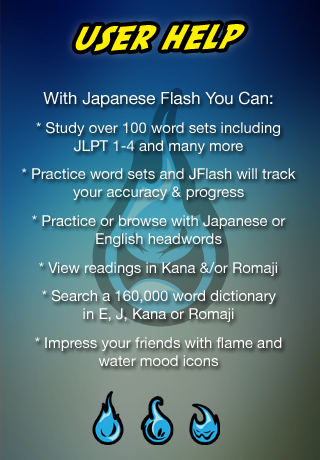 USER HELP
With Japanese Flash You Can:
* Study over 100 word sets including
JLPT 1-4 and many more
* Practice word sets and JFlash will track
your accuracy & progress
* Practice or browse with Japanese or
English headwords
* View readings in Kana &/or Romaji
* Search a 160,000 word dictionary
in E, J, Kana or Romaji
* Impress your friends with flame and
water mood icons